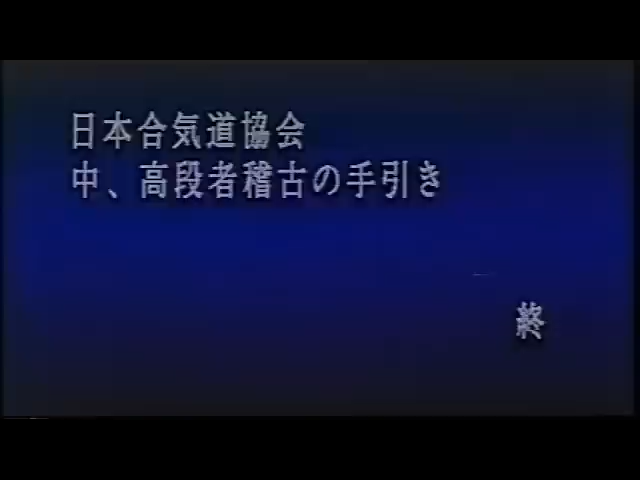 日本合気道協会
中、高段者稽古の手引き
終